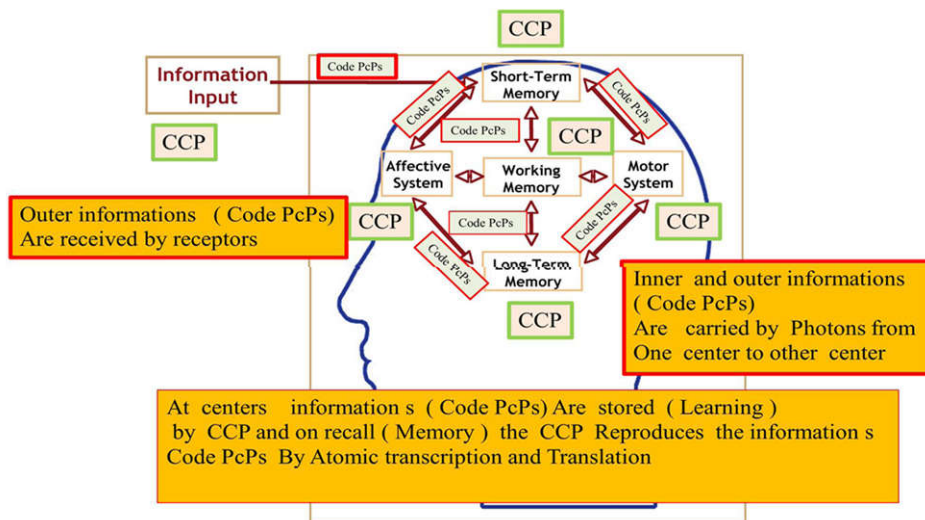 CCP
Code PcPs
Information
Input
Short-Term
Memory
Code PcPs
Code PcPs
Code PcPs
CCP
CCP
Affective
System
Working
Memory
Motor
System
Outer informations ( Code PcPs)
Are received by receptors
CCP
Code PcPs
Code PcPs
CCP
Code PcPs
Long-Term
Memory
CCP
Inner and outer informations
( Code PcPs)
Are carried by Photons from
One center to other center
At centers information s ( Code PcPs) Are stored ( Learning )
by CCP and on recall ( Memory ) the CCP Reproduces the information s
Code PcPs By Atomic transcription and Translation